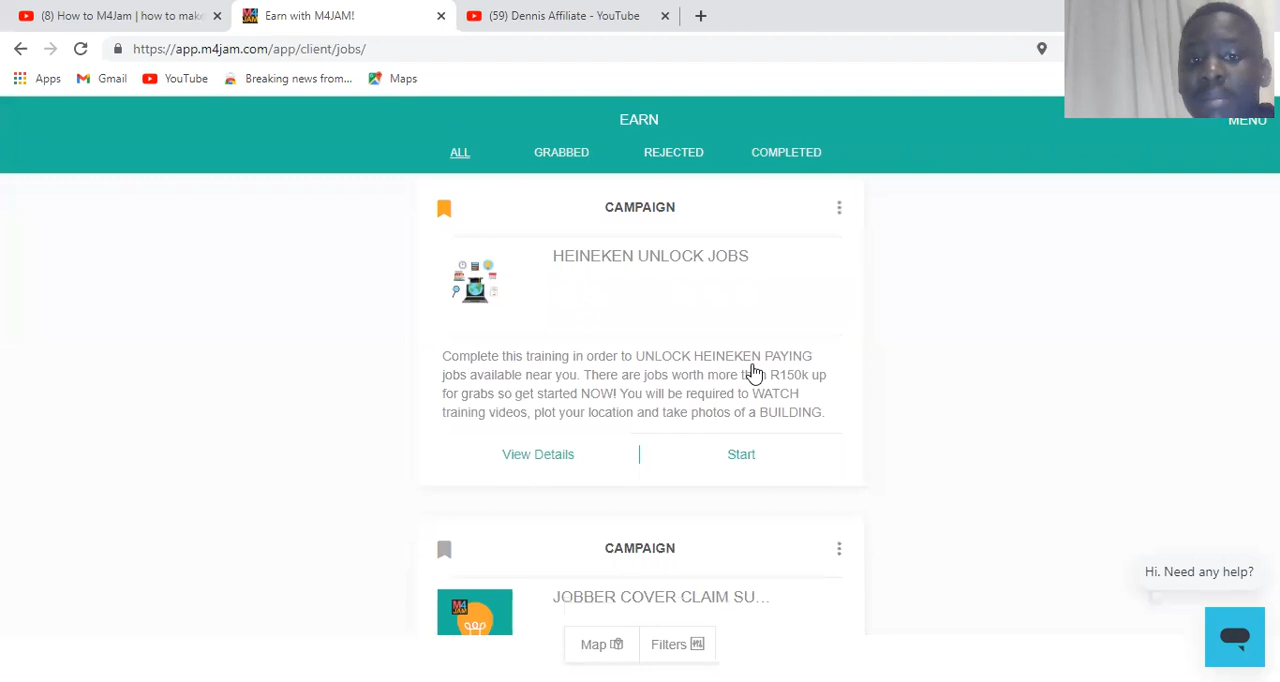 (8) How to M4Jam | how to make
Earn with M4JAM!
(59) Dennis Affiliate - YouTube
https://app.m4jam.com/app/client/jobs/
Apps
Gmail
YouTube
Breaking news from...
Maps
EARN
MENU
ALL
GRABBED
REJECTED
COMPLETED
CAMPAIGN
HEINEKEN UNLOCK JOBS
Complete this training in order to UNLOCK HEINEKEN PAYING
jobs available near you. There are jobs worth more than R150k up
for grabs so get started NOW! You will be required to WATCH
training videos, plot your location and take photos of a BUILDING.
View Details
Start
CAMPAIGN
M4
JAM
JOBBER COVER CLAIM SU...
Map
Filters
Hi. Need any help?